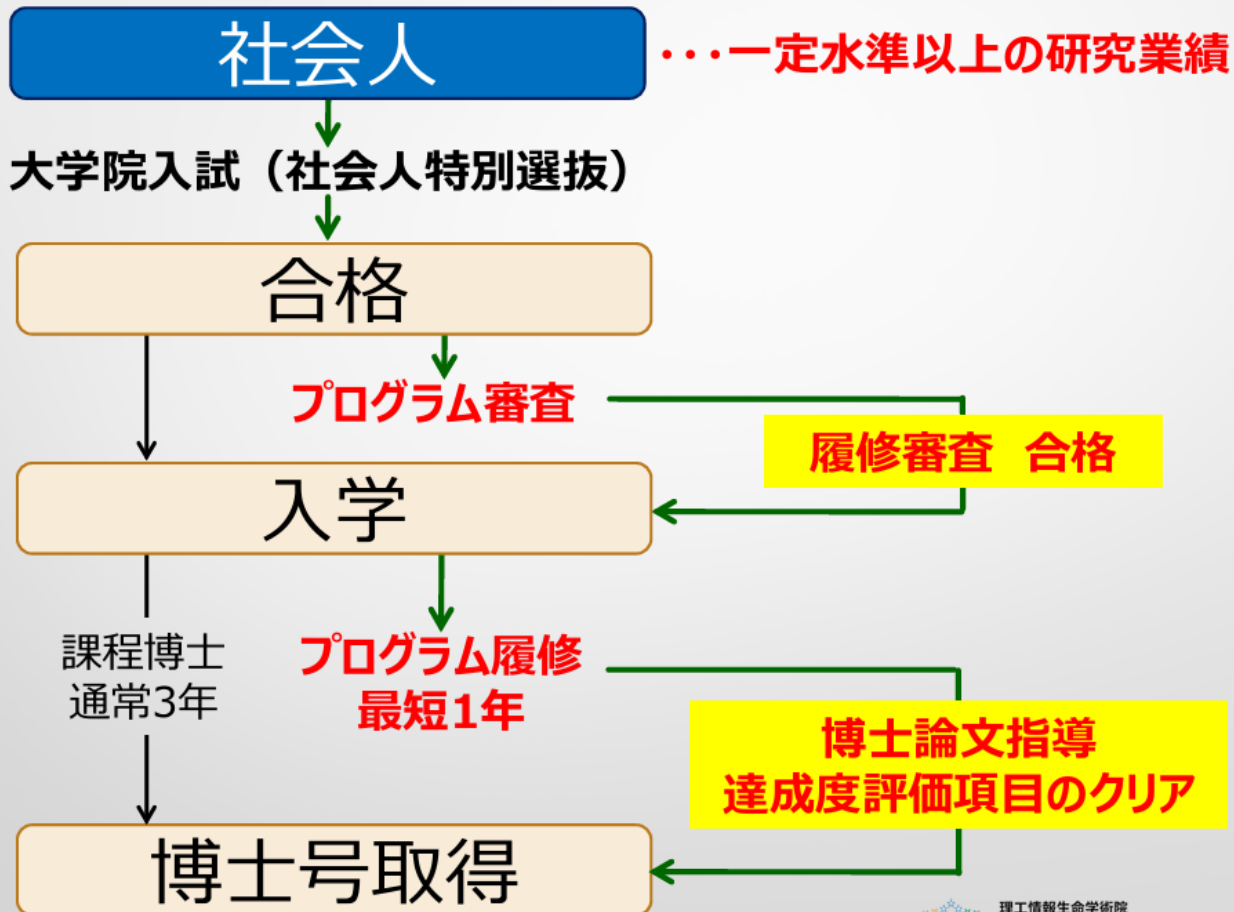 社会人
・・・一定水準以上の研究業績
大学院入試（社会人特別選抜）
合格
プログラム審査
履修審査　合格
入学
課程博士
通常3年
プログラム履修
最短1年
博士論文指導
達成度評価項目のクリア
博士号取得
理工情報生命学術院